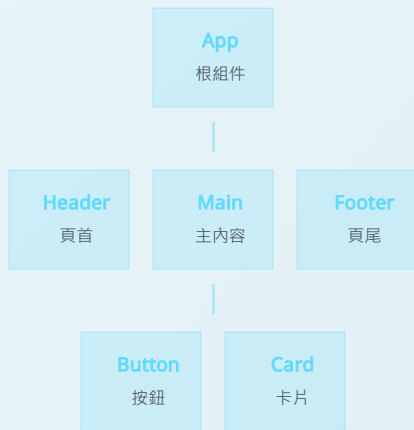 App
根組件
Header
頁首
Main
主內容
Footer
頁尾
Button
按鈕
Card
卡片